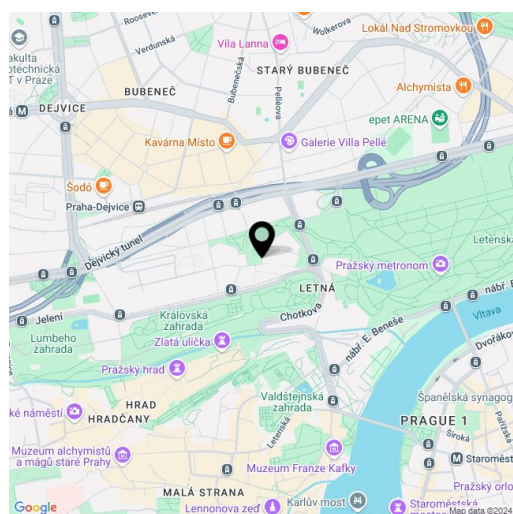 Roosev
Wolkerova
Lokál Nad Stromovkou
Verdunská
Vila Lanna
Fakulta
otechnická
T v Praze
Bubenečská
Pelléova
STARÝ BUBENEČ
BUBENEČ
Alchymista
DEJVICE
epet ARENA
Kavárna Místo
Galerie Villa Pellé
Šodó
Praha-Dejvice
Dejvický tunel
Letenská
Pražský metronom
LETNÁ
Jelení
Královská
zahrada
Chotkova
nábř.
Vltava
Lumbeho
zahrada
Zlatá ulička
nábř. E. Beneše
Dvořákov
Pražský hrad
Španělská synagog
Valdštejnská
zahrada
Pařížská
HRAD
ké náměstí
HRADČANY
Letenská
PRAGUE 1
Široká
Muzeum alchymistů
a mágů staré Prahy
Muzeum Franze Kafky
Staromést
MALÁ STRANA
Pražský orlo
Lennonova zeď
Karlův most
Staroměstská
Google
Map data ©2024